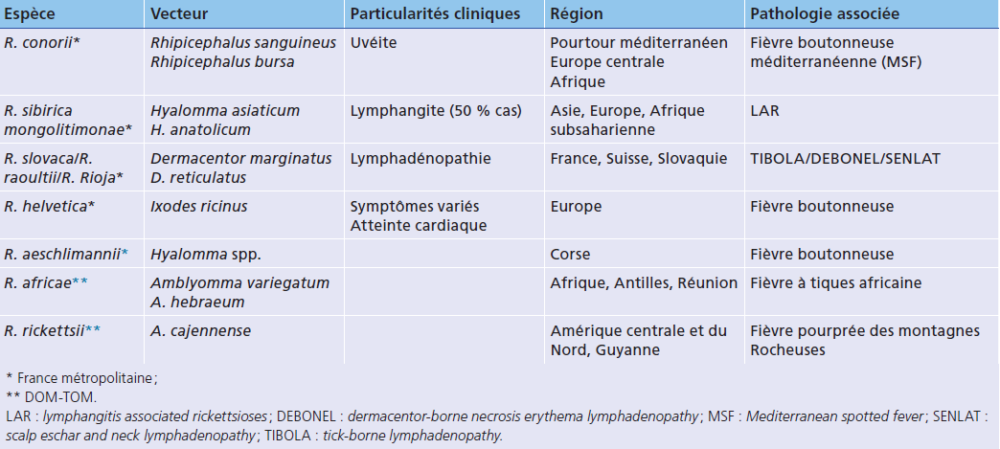 Espèce Vecteur Particularités cliniques Région Pathologie associée
R. conorii* Rhipicephalus sanguineus Uvéite Pourtour méditerranéen Fièvre boutonneuse
Rhipicephalus bursa Europe centrale méditerranéenne (MSF)
Afrique
R. sibirica Hyalomma asiaticum Lymphangite (50 % cas) Asie, Europe, Afrique LAR
mongolitimonae* H. anatolicum subsaharienne
R. slovaca/R. Dermacentor marginatus Lymphadénopathie France, Suisse, Slovaquie TIBOLA/DEBONEL/SENLAT
raoultii/R. Rioja* D. reticulatus
R. helvetica* Ixodes ricinus Symptômes variés Europe Fièvre boutonneuse
Atteinte cardiaque
R. aeschlimannii* Hyalomma spp. Corse Fièvre boutonneuse
R. africae** Amblyomma variegatum Afrique, Antilles, Réunion Fièvre à tiques africaine
A. hebraeum
R. rickettsii** A. cajennense Amérique centrale et du Fièvre pourprée des montagnes
Nord, Guyanne Rocheuses
* France métropolitaine ;
** DOM-TOM.
LAR : lymphangitis associated rickettsioses ; DEBONEL : dermacentor-borne necrosis erythema lymphadenopathy ; MSF : Mediterranean spotted fever ; SENLAT :
scalp eschar and neck lymphadenopathy ; TIBOLA : tick-borne lymphadenopathy.